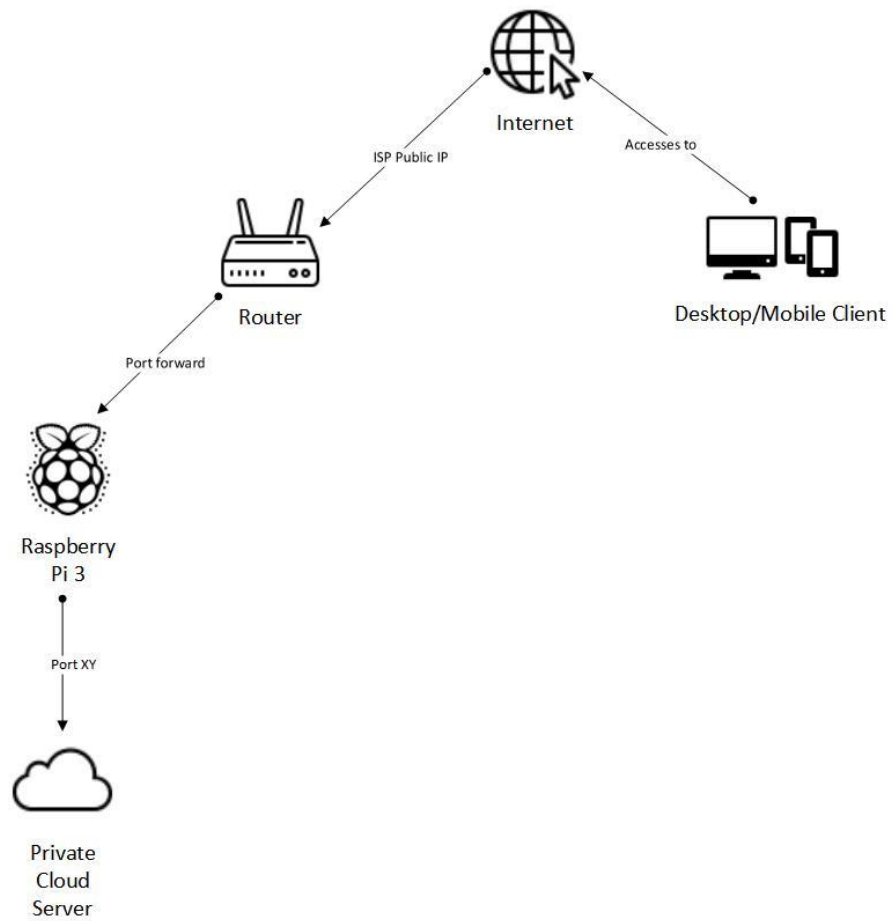 Internet
Accesses to
ISP Public IP
Router
Desktop/Mobile Client
Port forward
Raspberry
Pi 3
Port XY
Private
Cloud
Server